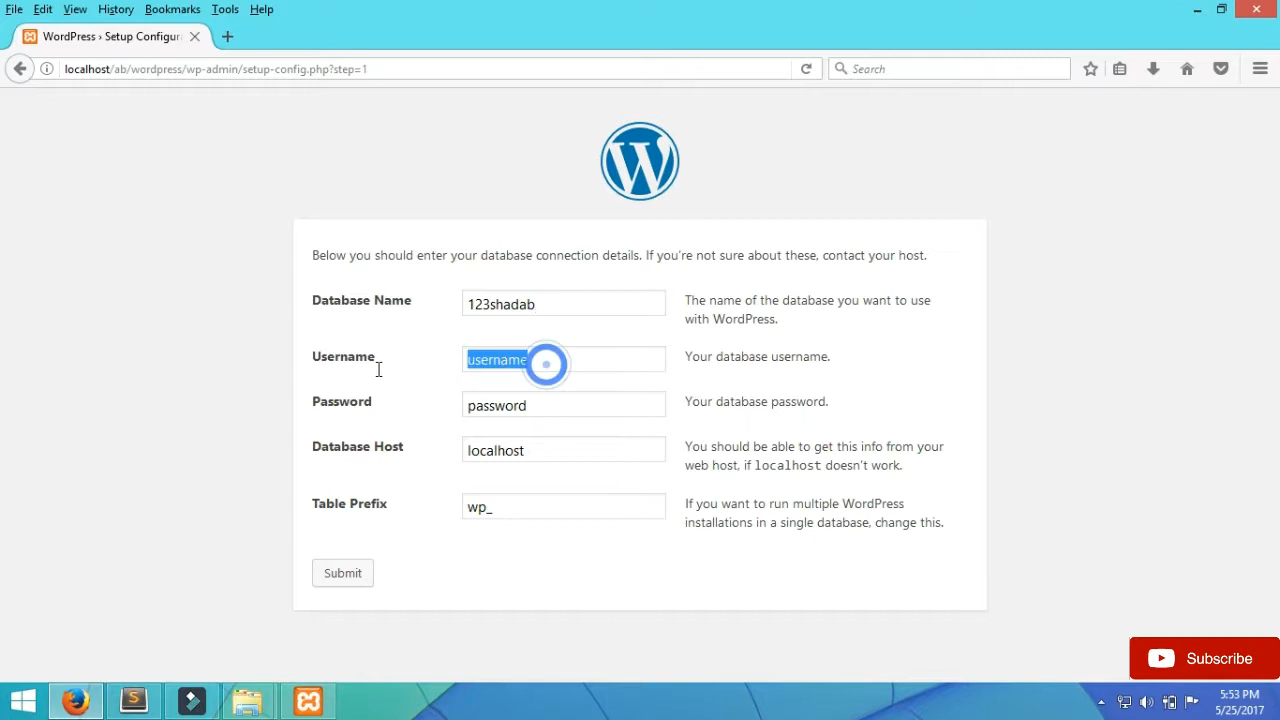 File Edit View History Bookmarks Tools Help
WordPress › Setup Configur
localhost/ab/wordpress/wp-admin/setup-config.php?step=1
Search
Below you should enter your database connection details. If you're not sure about these, contact your host.
Database Name
123shadab
The name of the database you want to use
with WordPress.
Username
username
Your database username.
Password
password
Your database password.
Database Host
localhost
You should be able to get this info from your
web host, if localhost doesn't work.
Table Prefix
wp_
If you want to run multiple WordPress
installations in a single database, change this.
Submit
Subscribe
5:53 PM
5/25/2017